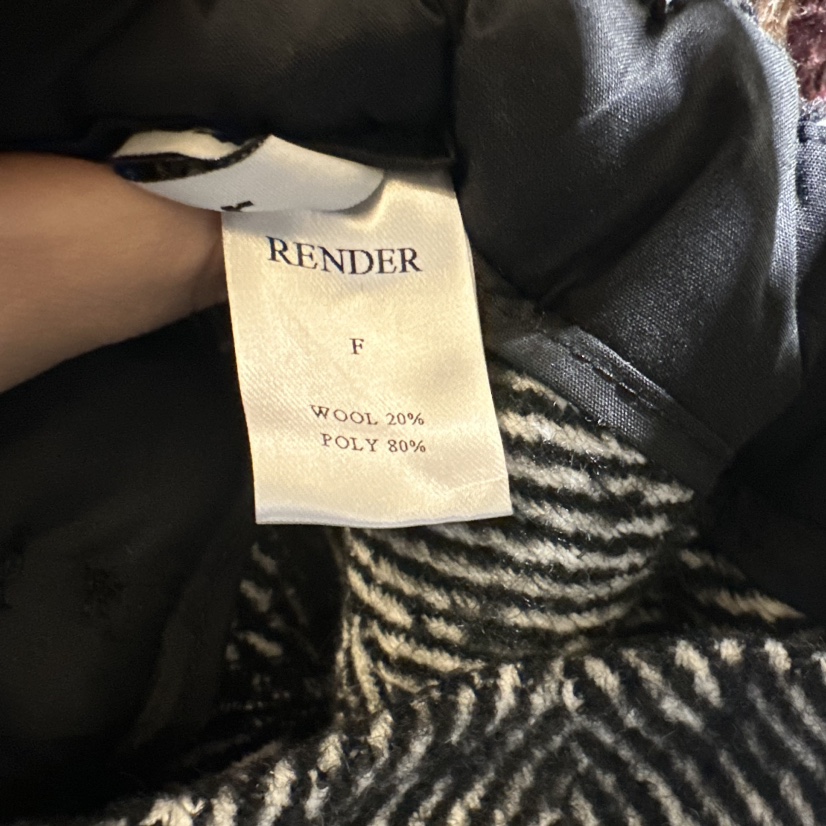 RENDER
F
WOOL 20%
POLY 80%